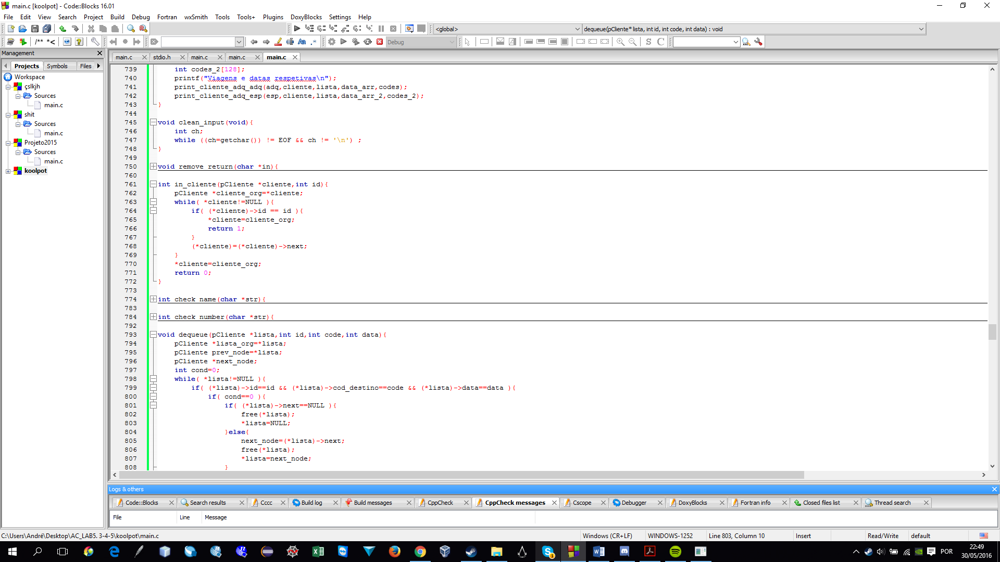 main.c [koolpot] - Code::Blocks 16.01
File Edit View Search Project Build Debug Fortran wxSmith Tools Tools+ Plugins DoxyBlocks Settings Help
<global> dequeue(pCliente* lista, int id, int code, int data) : void
/** *< Debug
Management
Projects Symbols Files
main.c stdio.h main.c main.c main.c
Workspace
çslkjh
Sources
main.c
shit
Sources
main.c
Projeto2015
Sources
main.c
koolpot
739 int codes_2[128];
740 printf("Viagens e datas respetivas\n");
741 print_cliente_adq_adq(adq,cliente,lista,data_arr,codes);
742 print_cliente_adq_esp(esp,cliente,lista,data_arr_2,codes_2);
743 }
744
745 void clean_input(void){
746 int ch;
747 while ((ch=getchar()) != EOF && ch != '\n') ;
748 }
749
750 void remove_return(char *in){
760
761 int in_cliente(pCliente *cliente,int id){
762 pCliente *cliente_org=*cliente;
763 while( *cliente!=NULL ){
764 if( (*cliente)->id == id ){
765 *cliente=cliente_org;
766 return 1;
767 }
768 (*cliente)=(*cliente)->next;
769 }
770 *cliente=cliente_org;
771 return 0;
772 }
773
774 int check_name(char *str){
783
784 int check_number(char *str){
792
793 void dequeue(pCliente *lista,int id,int code,int data){
794 pCliente *lista_org=*lista;
795 pCliente prev_node=*lista;
796 pCliente *next_node;
797 int cond=0;
798 while( *lista!=NULL ){
799 if( (*lista)->id==id && (*lista)->cod_destino==code && (*lista)->data==data ){
800 if( cond==0 ){
801 if( (*lista)->next==NULL ){
802 free(*lista);
803 *lista=NULL;
804 }else{
805 next_node=(*lista)->next;
806 free(*lista);
807 *lista=next_node;
808 }
Logs & others
Code::Blocks Search results Cccc Build log Build messages CppCheck CppCheck messages Cscope Debugger DoxyBlocks Fortran info Closed files list Thread search
File Line Message
C:\Users\André\Desktop\AC_LAB5. 3-4-5\koolpot\main.c Windows (CR+LF) WINDOWS-1252 Line 803, Column 10 Insert Read/Write default
POR
22:49
30/05/2016